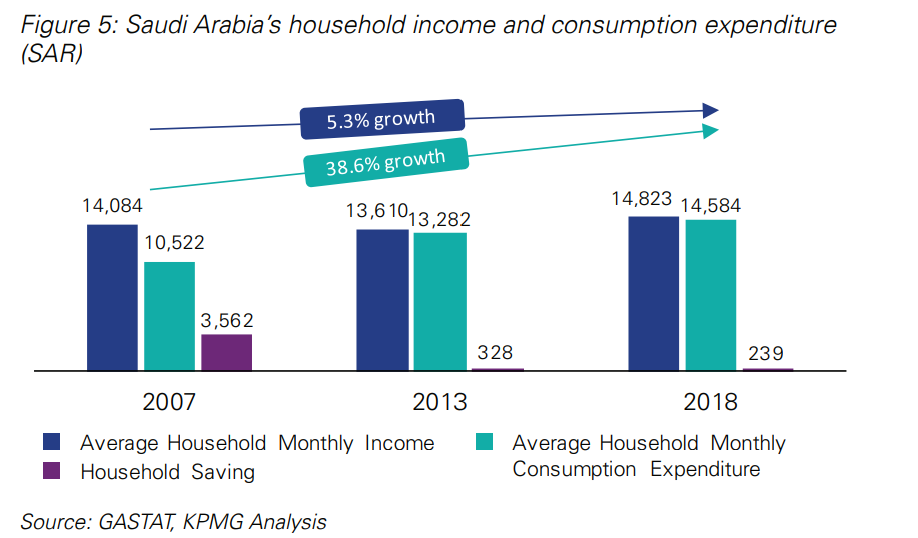 Figure 5: Saudi Arabia's household income and consumption expenditure
(SAR)
5.3% growth
38.6% growth
14,084
10,522
3,562
13,610
13,282
328
14,823
14,584
239
2007
2013
2018
Average Household Monthly Income
Average Household Monthly
Consumption Expenditure
Household Saving
Source: GASTAT, KPMG Analysis